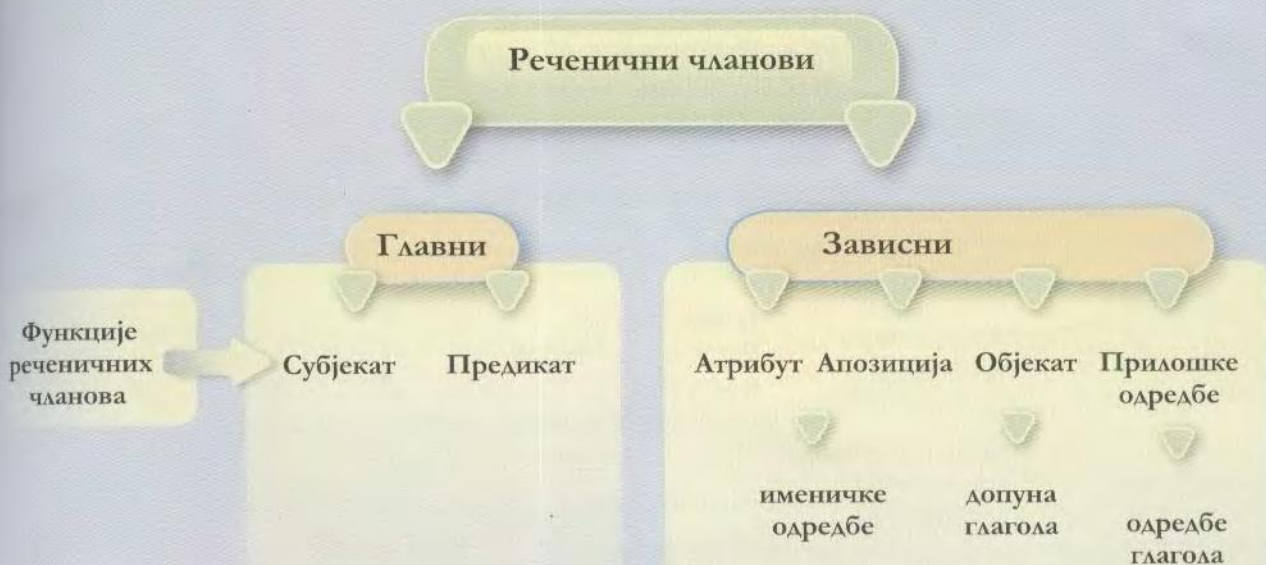 Реченични чланови
Главни
Зависни
Функције
реченичних
чланова
Субјекат
Предикат
Атрибут
Апозиција
Објекат
Прилошке
одредбе
именичке
одредбе
допуна
глагола
одредбе
глагола